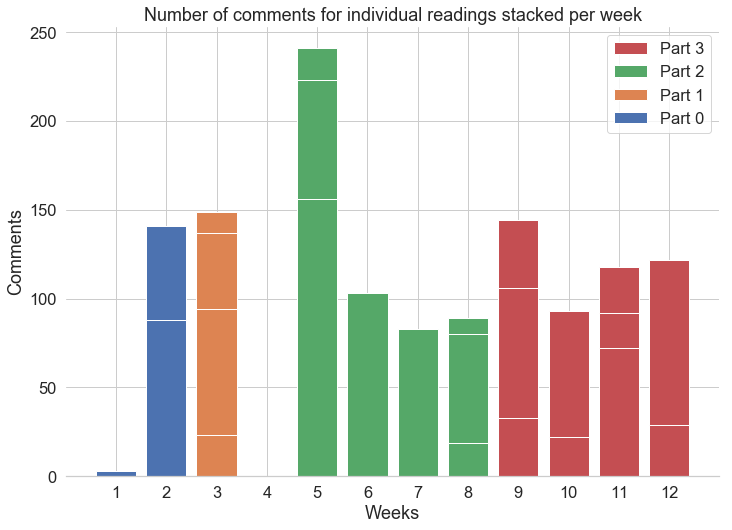 Number of comments for individual readings stacked per week
250
200
150
100
50
0
Comments
Part 3
Part 2
Part 1
Part 0
1 2 3 4 5 6 7 8 9 10 11 12
Weeks